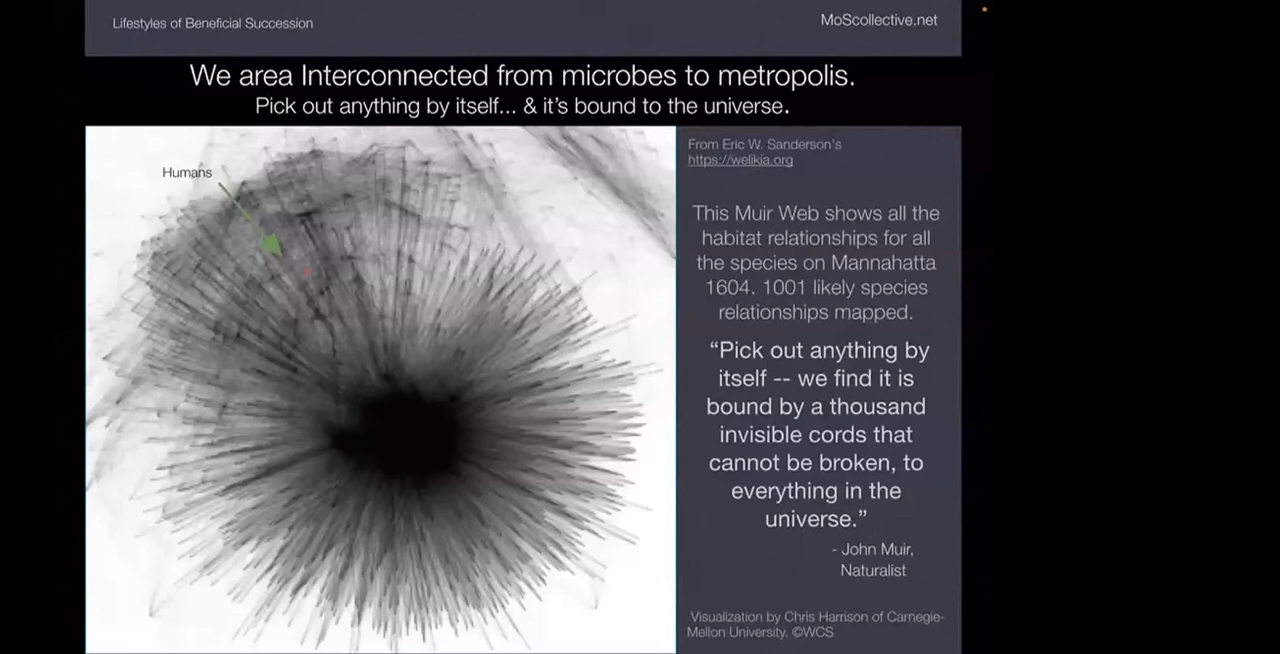 Lifestyles of Beneficial Succession
MoScollective.net
We area Interconnected from microbes to metropolis.
Pick out anything by itself... & it's bound to the universe.
Humans
From Eric W. Sanderson's
https://welikia.org
This Muir Web shows all the
habitat relationships for all
the species on Mannahatta
1604. 1001 likely species
relationships mapped.
“Pick out anything by
itself -- we find it is
bound by a thousand
invisible cords that
cannot be broken, to
everything in the
universe.”
- John Muir,
Naturalist
Visualization by Chris Harrison of Carnegie-
Mellon University. ©WCS